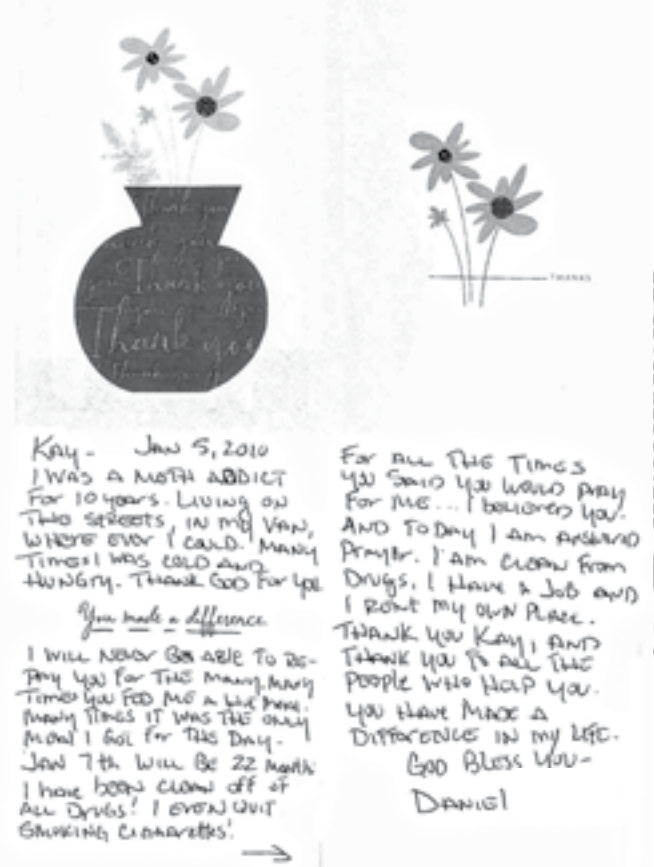 Thank you
Thank you
Thank you
THANKS
KAY- JAN 5, 2010
I WAS A METH ADDICT
FOR 10 years. LIVING ON
THE STREETS, IN MY VAN,
WHERE EVER I COULD. MANY
TIMES I WAS COLD AND
HUNGRY. THANK GOD FOR YOU
You made a difference
I WILL NEVER BE ABLE TO RE-
PAY YOU FOR THE MANY, MANY
TIMES YOU FED ME A
MANY TIMES IT WAS THE ONLY
MEAL I GOT FOR THE DAY.
JAN 7th WILL BE 22 months
I have been CLEAN off of
ALL DRUGS! I EVEN QUIT
SMOKING CIGARETTES!
FOR ALL THE TIMES
YOU SAID YOU WOULD PRAY
FOR ME... I BELIEVED YOU.
AND TODAY I AM ANSWERED
PRAYER. I AM CLEAN FROM
DRUGS, I HAVE A JOB AND
I RENT MY OWN PLACE.
THANK YOU KAY, AND
THANK YOU TO ALL THE
PEOPLE WHO HELP YOU.
YOU HAVE MADE A
DIFFERENCE IN MY LIFE.
GOD BLESS YOU-
DANIEL